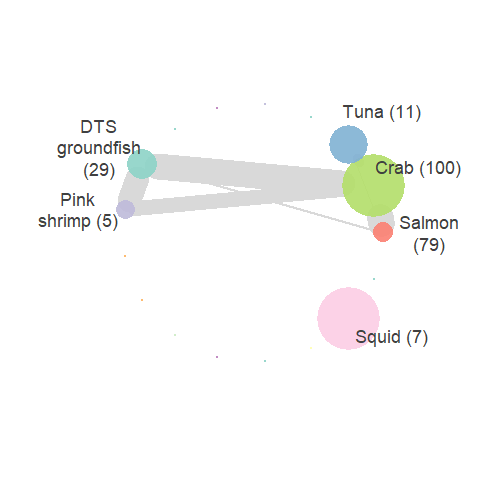 Tuna (11)
DTS
groundfish
(29)
Crab (100)
Pink
shrimp (5)
Salmon
(79)
Squid (7)